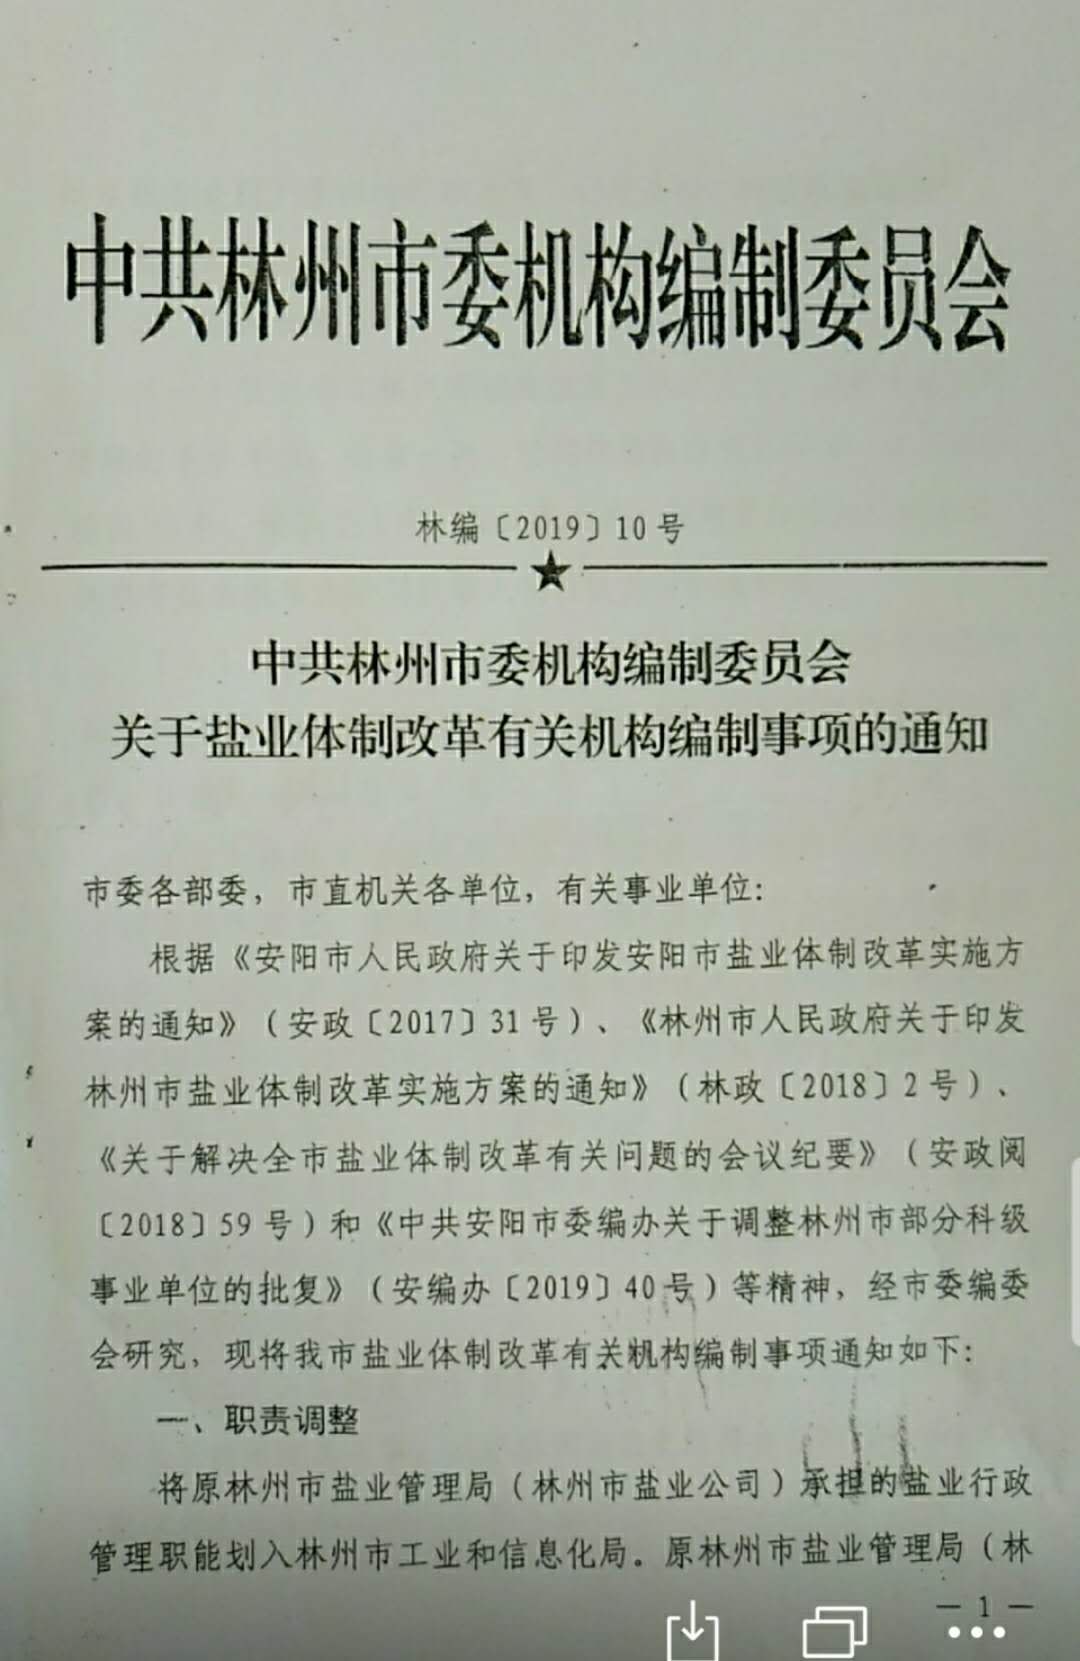 中共林州市委机构编制委员会
林编〔2019〕10号
中共林州市委机构编制委员会
关于盐业体制改革有关机构编制事项的通知
市委各部委，市直机关各单位，有关事业单位：
根据《安阳市人民政府关于印发安阳市盐业体制改革实施方
案的通知》（安政〔2017〕31号）、《林州市人民政府关于印发
林州市盐业体制改革实施方案的通知》（林政〔2018〕2号）、
《关于解决全市盐业体制改革有关问题的会议纪要》（安政阅
〔2018〕59号）和《中共安阳市委编办关于调整林州市部分科级
事业单位的批复》（安编办〔2019〕40号）等精神，经市委编委
会研究，现将我市盐业体制改革有关机构编制事项通知如下：
一、职责调整
将原林州市盐业管理局（林州市盐业公司）承担的盐业行政
管理职能划入林州市工业和信息化局。原林州市盐业管理局（林
— 1 —